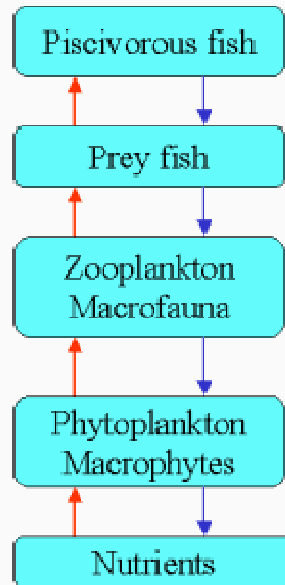 Piscivorous fish
Prey fish
Zooplankton
Macrofauna
Phytoplankton
Macrophytes
Nutrients